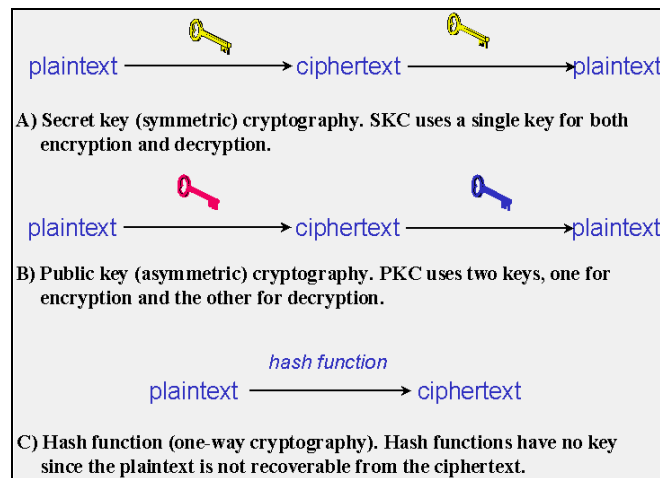 plaintext ciphertext plaintext
A) Secret key (symmetric) cryptography. SKC uses a single key for both
encryption and decryption.
plaintext ciphertext plaintext
B) Public key (asymmetric) cryptography. PKC uses two keys, one for
encryption and the other for decryption.
hash function
plaintext ciphertext
C) Hash function (one-way cryptography). Hash functions have no key
since the plaintext is not recoverable from the ciphertext.